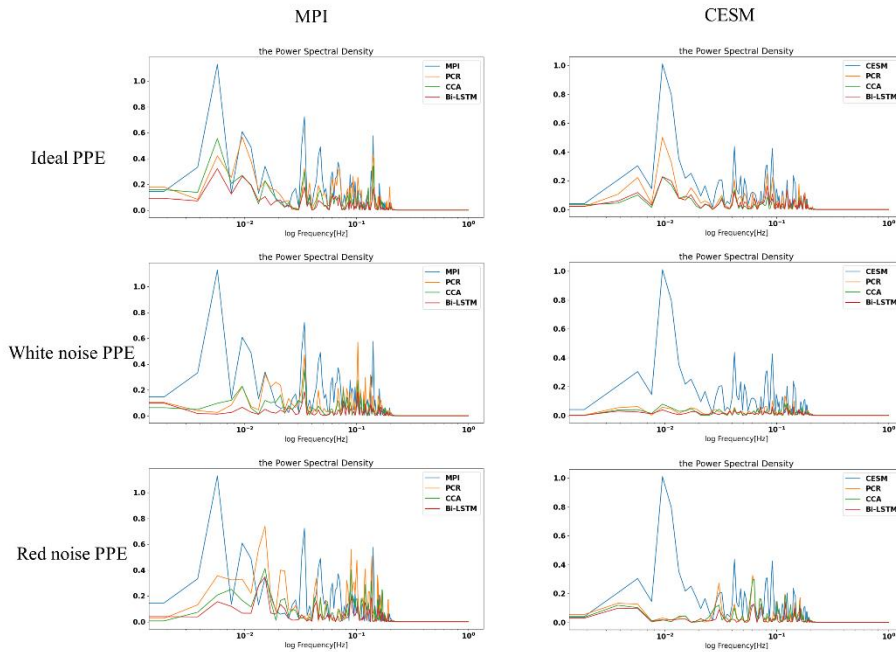 MPI
CESM
Ideal PPE
the Power Spectral Density
MPI
PCR
CCA
Bi-LSTM
1.0
0.8
0.6
0.4
0.2
0.0
10⁻²
10⁻¹
10⁰
log Frequency[Hz]
the Power Spectral Density
CESM
PCR
CCA
Bi-LSTM
1.0
0.8
0.6
0.4
0.2
0.0
10⁻²
10⁻¹
10⁰
log Frequency[Hz]
White noise PPE
the Power Spectral Density
MPI
PCR
CCA
Bi-LSTM
1.0
0.8
0.6
0.4
0.2
0.0
10⁻²
10⁻¹
10⁰
log Frequency[Hz]
the Power Spectral Density
CESM
PCR
CCA
Bi-LSTM
1.0
0.8
0.6
0.4
0.2
0.0
10⁻²
10⁻¹
10⁰
log Frequency[Hz]
Red noise PPE
the Power Spectral Density
MPI
PCR
CCA
Bi-LSTM
1.0
0.8
0.6
0.4
0.2
0.0
10⁻²
10⁻¹
10⁰
log Frequency[Hz]
the Power Spectral Density
CESM
PCR
CCA
Bi-LSTM
1.0
0.8
0.6
0.4
0.2
0.0
10⁻²
10⁻¹
10⁰
log Frequency[Hz]